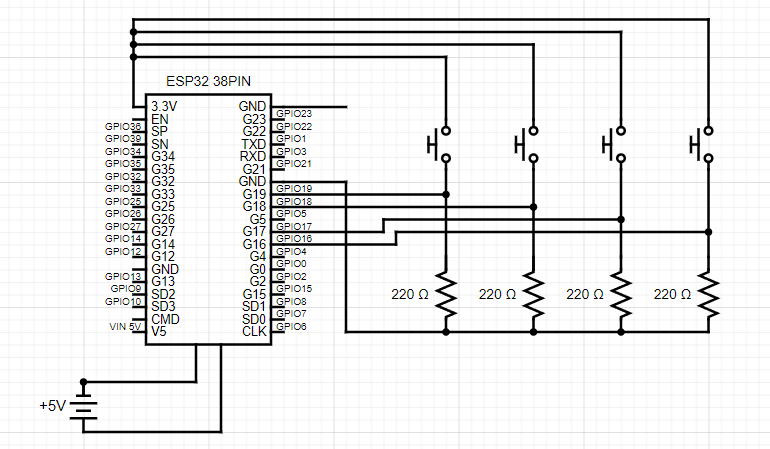 ESP32 38PIN
3.3V GND
EN GPIO23
G23
GPIO36 SP GPIO22
G22
GPIO39 SN GPIO1
TXD
GPIO34 G34 GPIO3
RXD
GPIO35 G35 GPIO21
G21
GPIO32 G32 GND
GPIO33 G33 GPIO19
G19
GPIO25 G25 GPIO18
G18
GPIO26 G26 GPIO5
G5
GPIO27 G27 GPIO17
G17
GPIO14 G14 GPIO16
G16
GPIO12 G12 GPIO4
G4
GND GPIO0
G0
GPIO13 G13 GPIO2
G2
GPIO9 SD2 GPIO15
G15
GPIO10 SD3 GPIO8
SD1
CMD GPIO7
SD0
VIN 5V V5 GPIO6
CLK
220 Ω 220 Ω 220 Ω 220 Ω
+5V